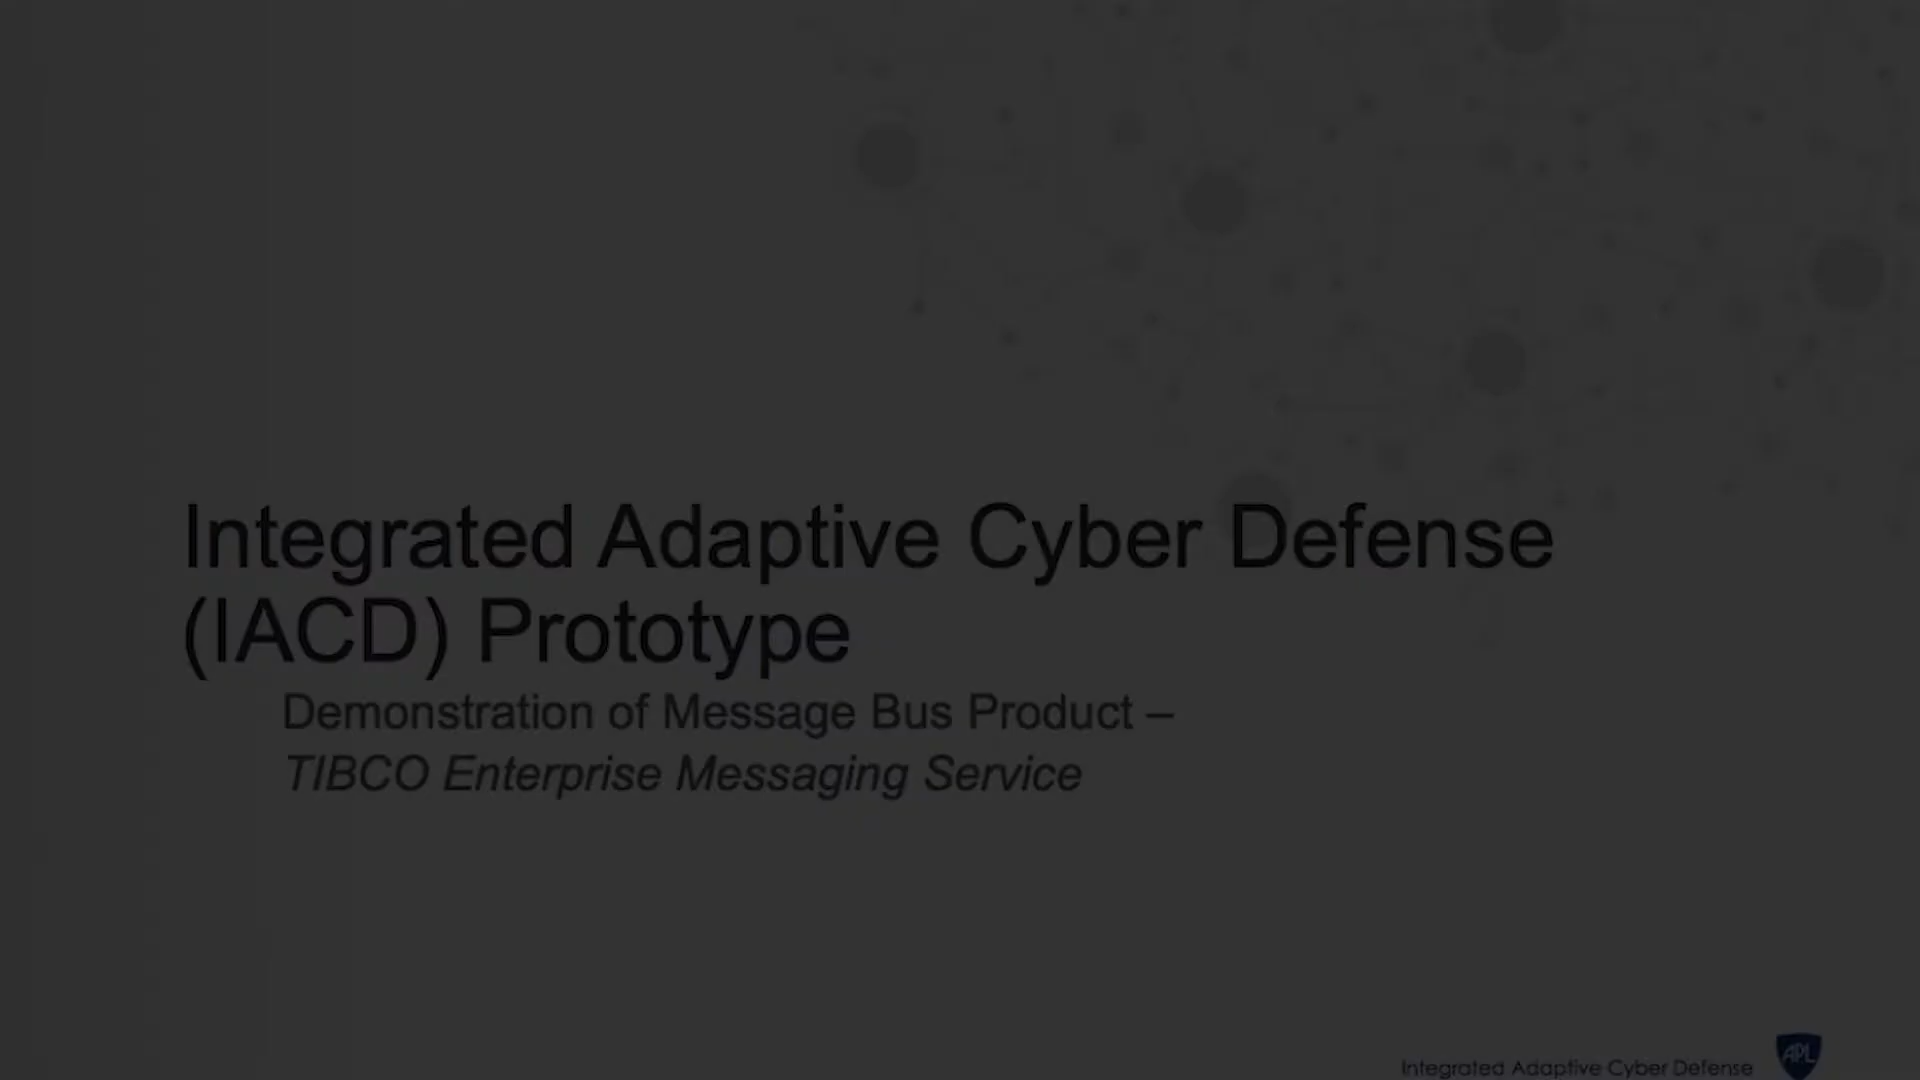 Integrated Adaptive Cyber Defense
(IACD) Prototype
Demonstration of Message Bus Product –
TIBCO Enterprise Messaging Service
Integrated Adaptive Cyber Defense
APL